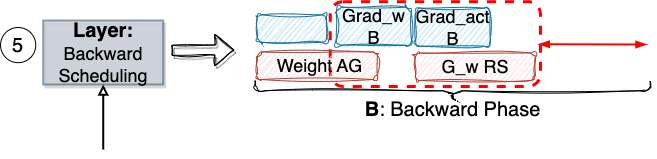 5
Layer:
Backward
Scheduling
Grad_w
B
Grad_act
B
Weight AG
G_w RS
B: Backward Phase